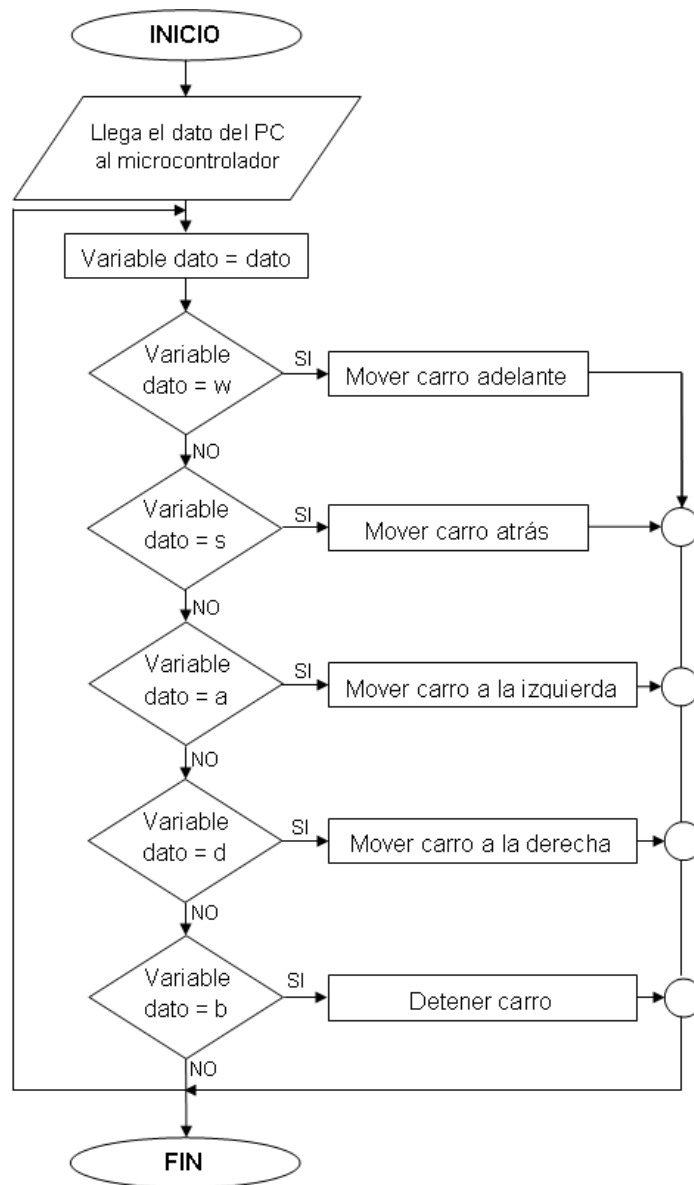 INICIO
Llega el dato del PC
al microcontrolador
Variable dato = dato
Variable
dato = w
SI
Mover carro adelante
NO
Variable
dato = s
SI
Mover carro atrás
NO
Variable
dato = a
SI
Mover carro a la izquierda
NO
Variable
dato = d
SI
Mover carro a la derecha
NO
Variable
dato = b
SI
Detener carro
NO
FIN